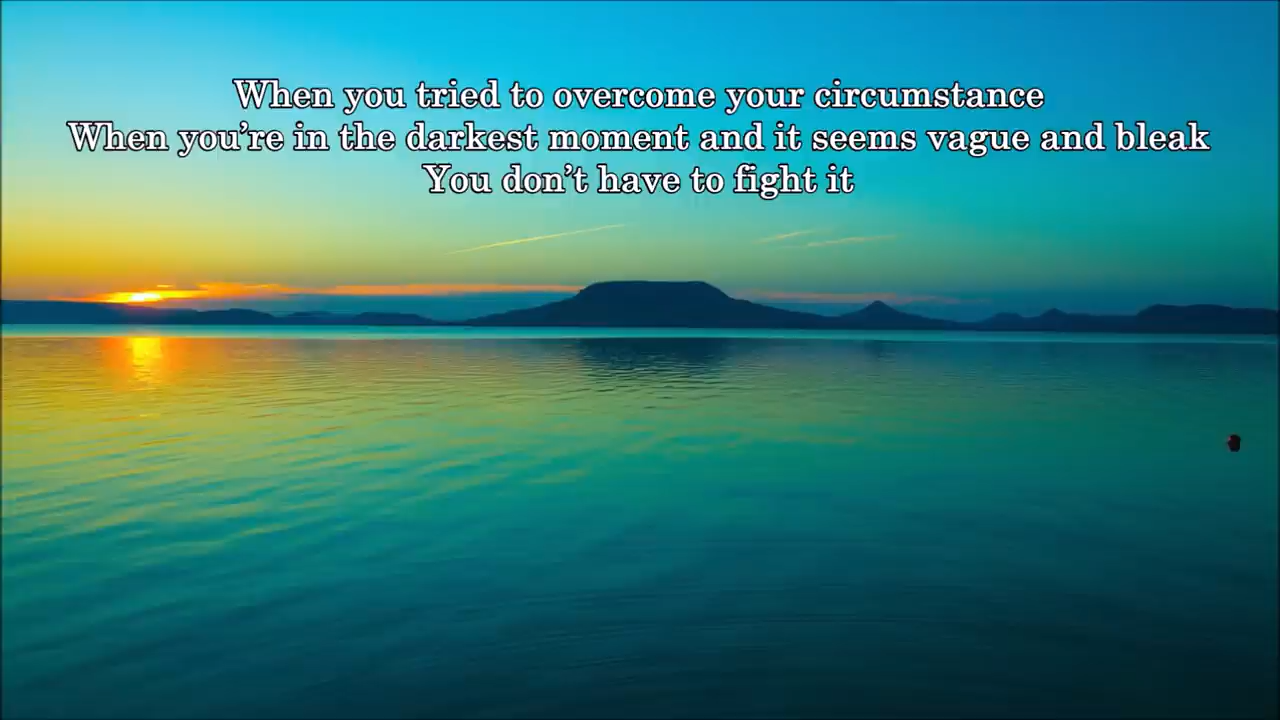 When you tried to overcome your circumstance
When you're in the darkest moment and it seems vague and bleak
You don't have to fight it